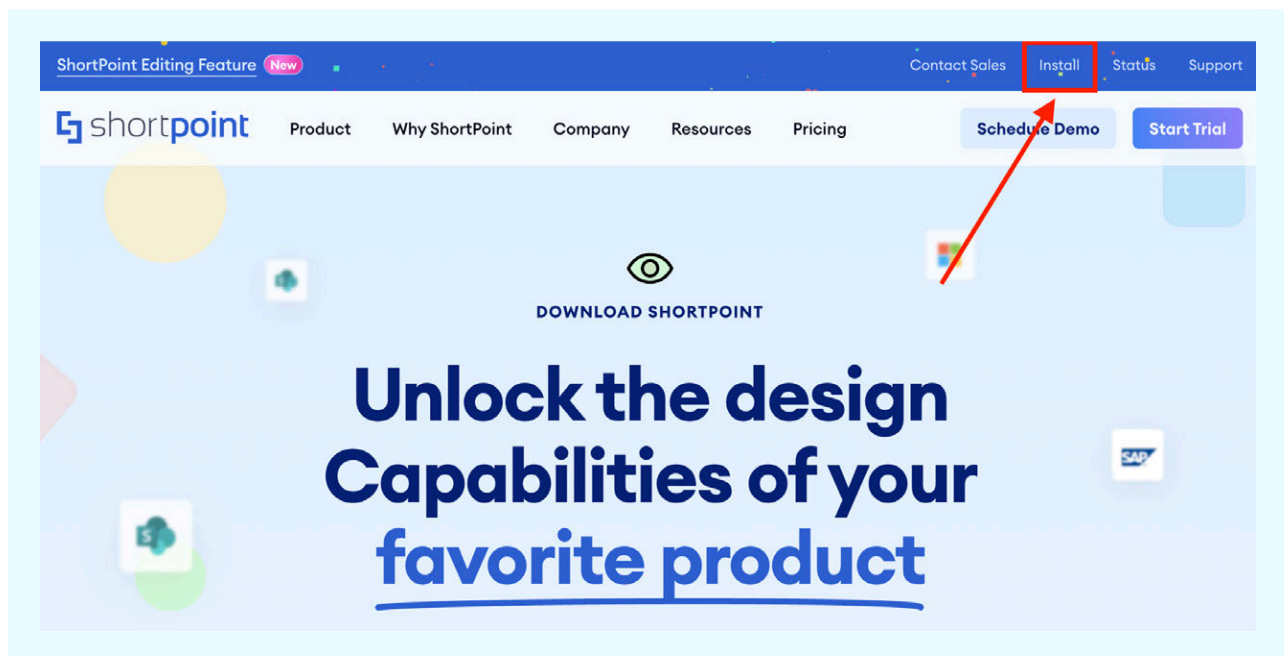 ShortPoint Editing Feature New Contact Sales Install Status Support
shortpoint Product Why ShortPoint Company Resources Pricing Schedule Demo Start Trial
DOWNLOAD SHORTPOINT
Unlock the design
Capabilities of your
favorite product
S
SAP